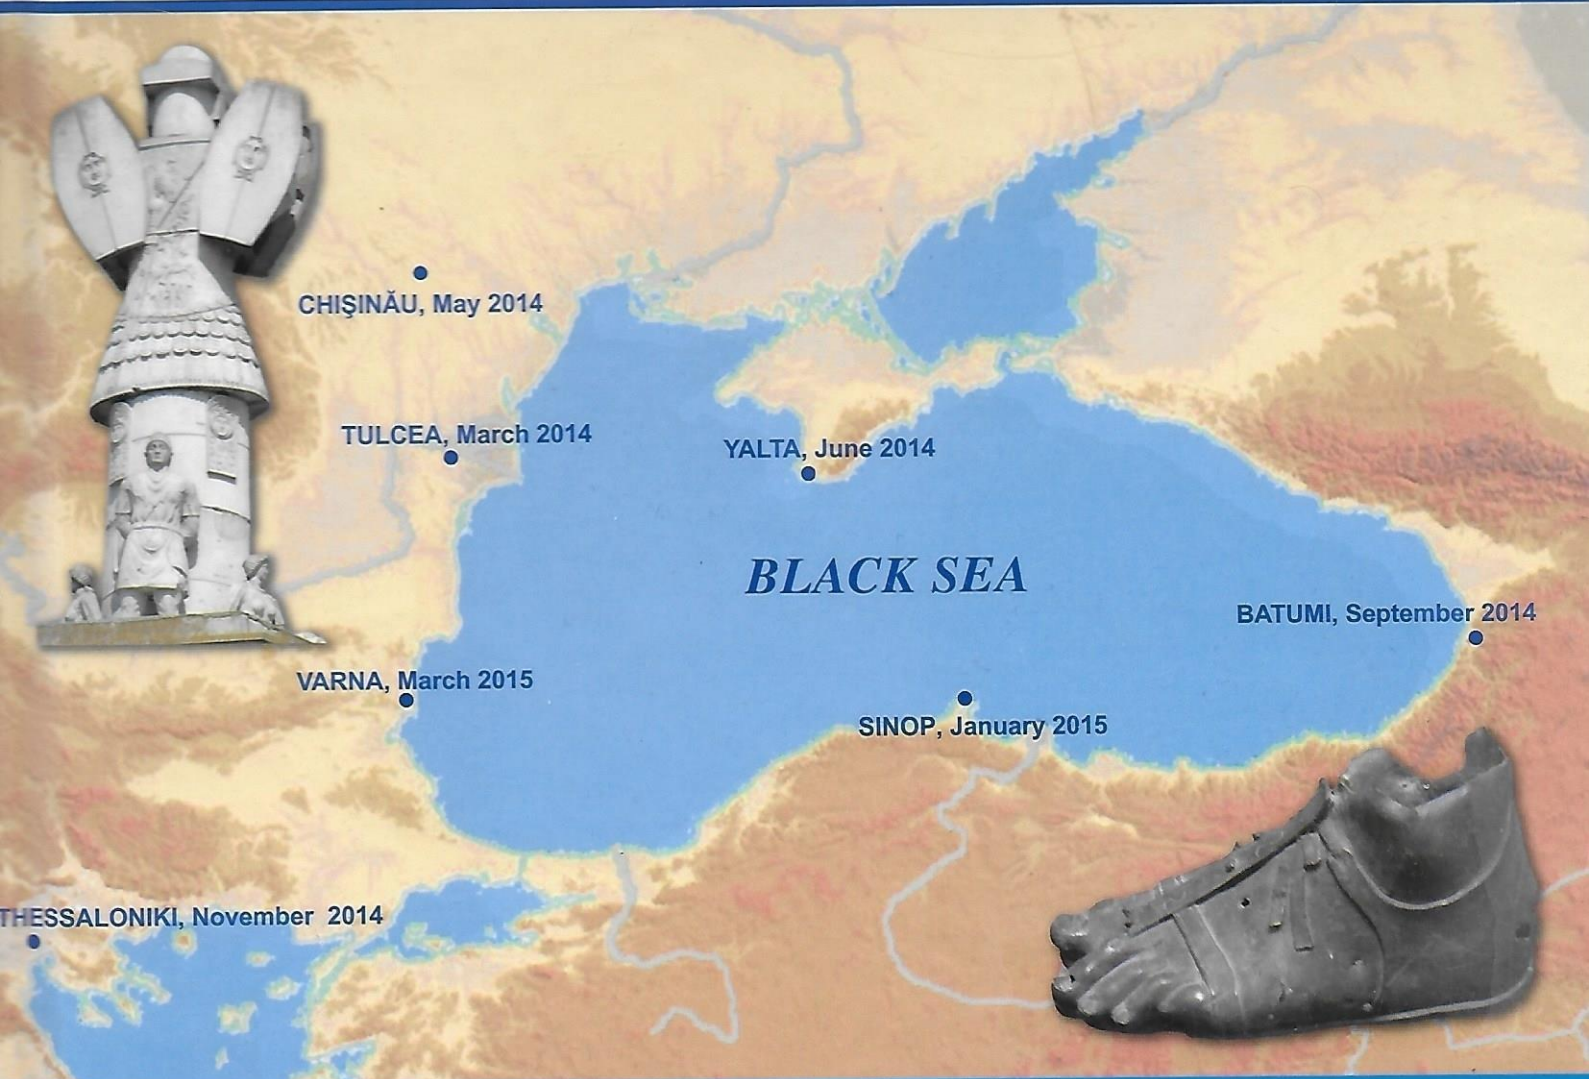 CHIŞINĂU, May 2014
TULCEA, March 2014
YALTA, June 2014
BLACK SEA
BATUMI, September 2014
VARNA, March 2015
SINOP, January 2015
THESSALONIKI, November 2014